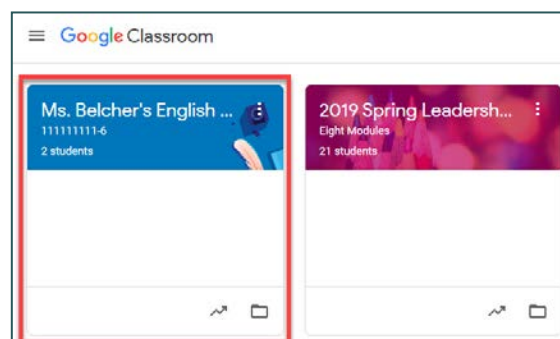 Google Classroom
Ms. Belcher's English ...
111111111-6
2 students
2019 Spring Leadersh...
Eight Modules
21 students